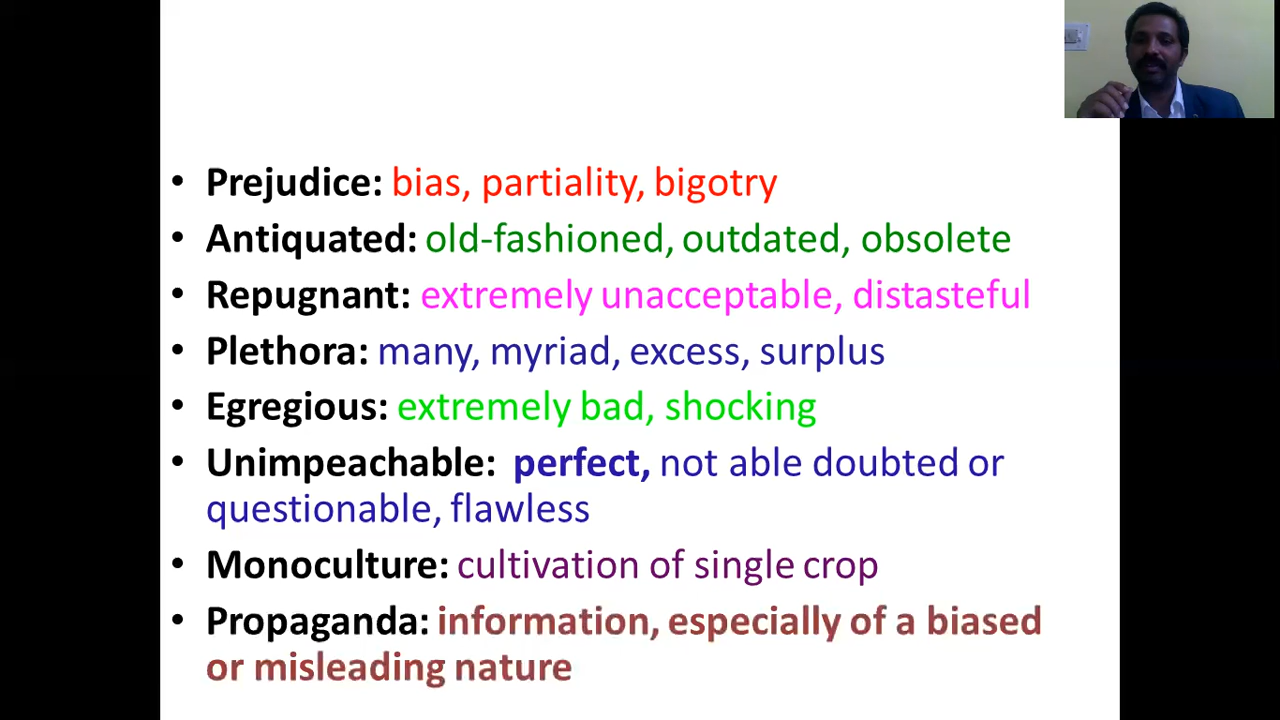 • Prejudice: bias, partiality, bigotry
• Antiquated: old-fashioned, outdated, obsolete
• Repugnant: extremely unacceptable, distasteful
• Plethora: many, myriad, excess, surplus
• Egregious: extremely bad, shocking
• Unimpeachable: perfect, not able doubted or
questionable, flawless
• Monoculture: cultivation of single crop
• Propaganda: information, especially of a biased
or misleading nature